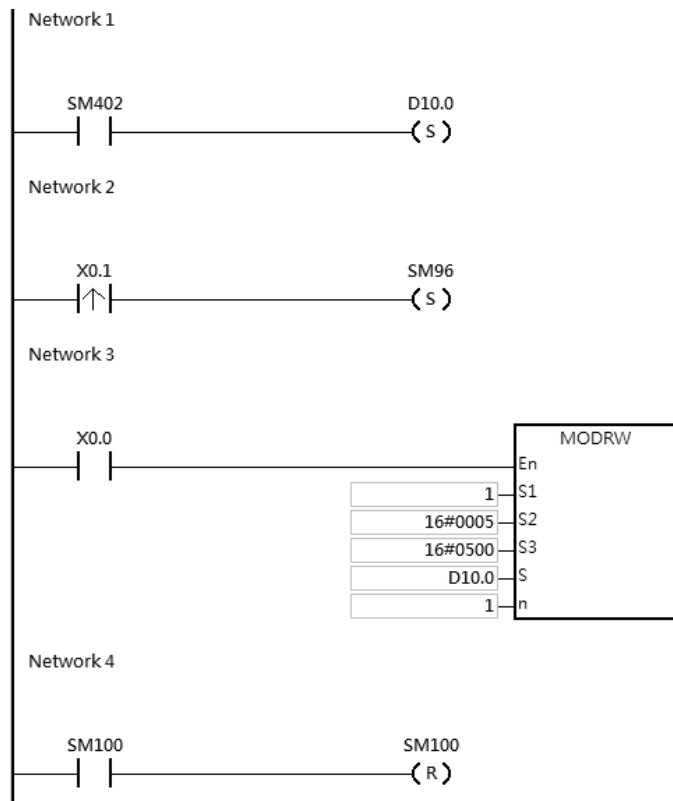 Network 1
SM402 D10.0
S
Network 2
X0.1 SM96
S
Network 3
X0.0 MODRW
En
1 S1
16#0005 S2
16#0500 S3
D10.0 S
1 n
Network 4
SM100 SM100
R